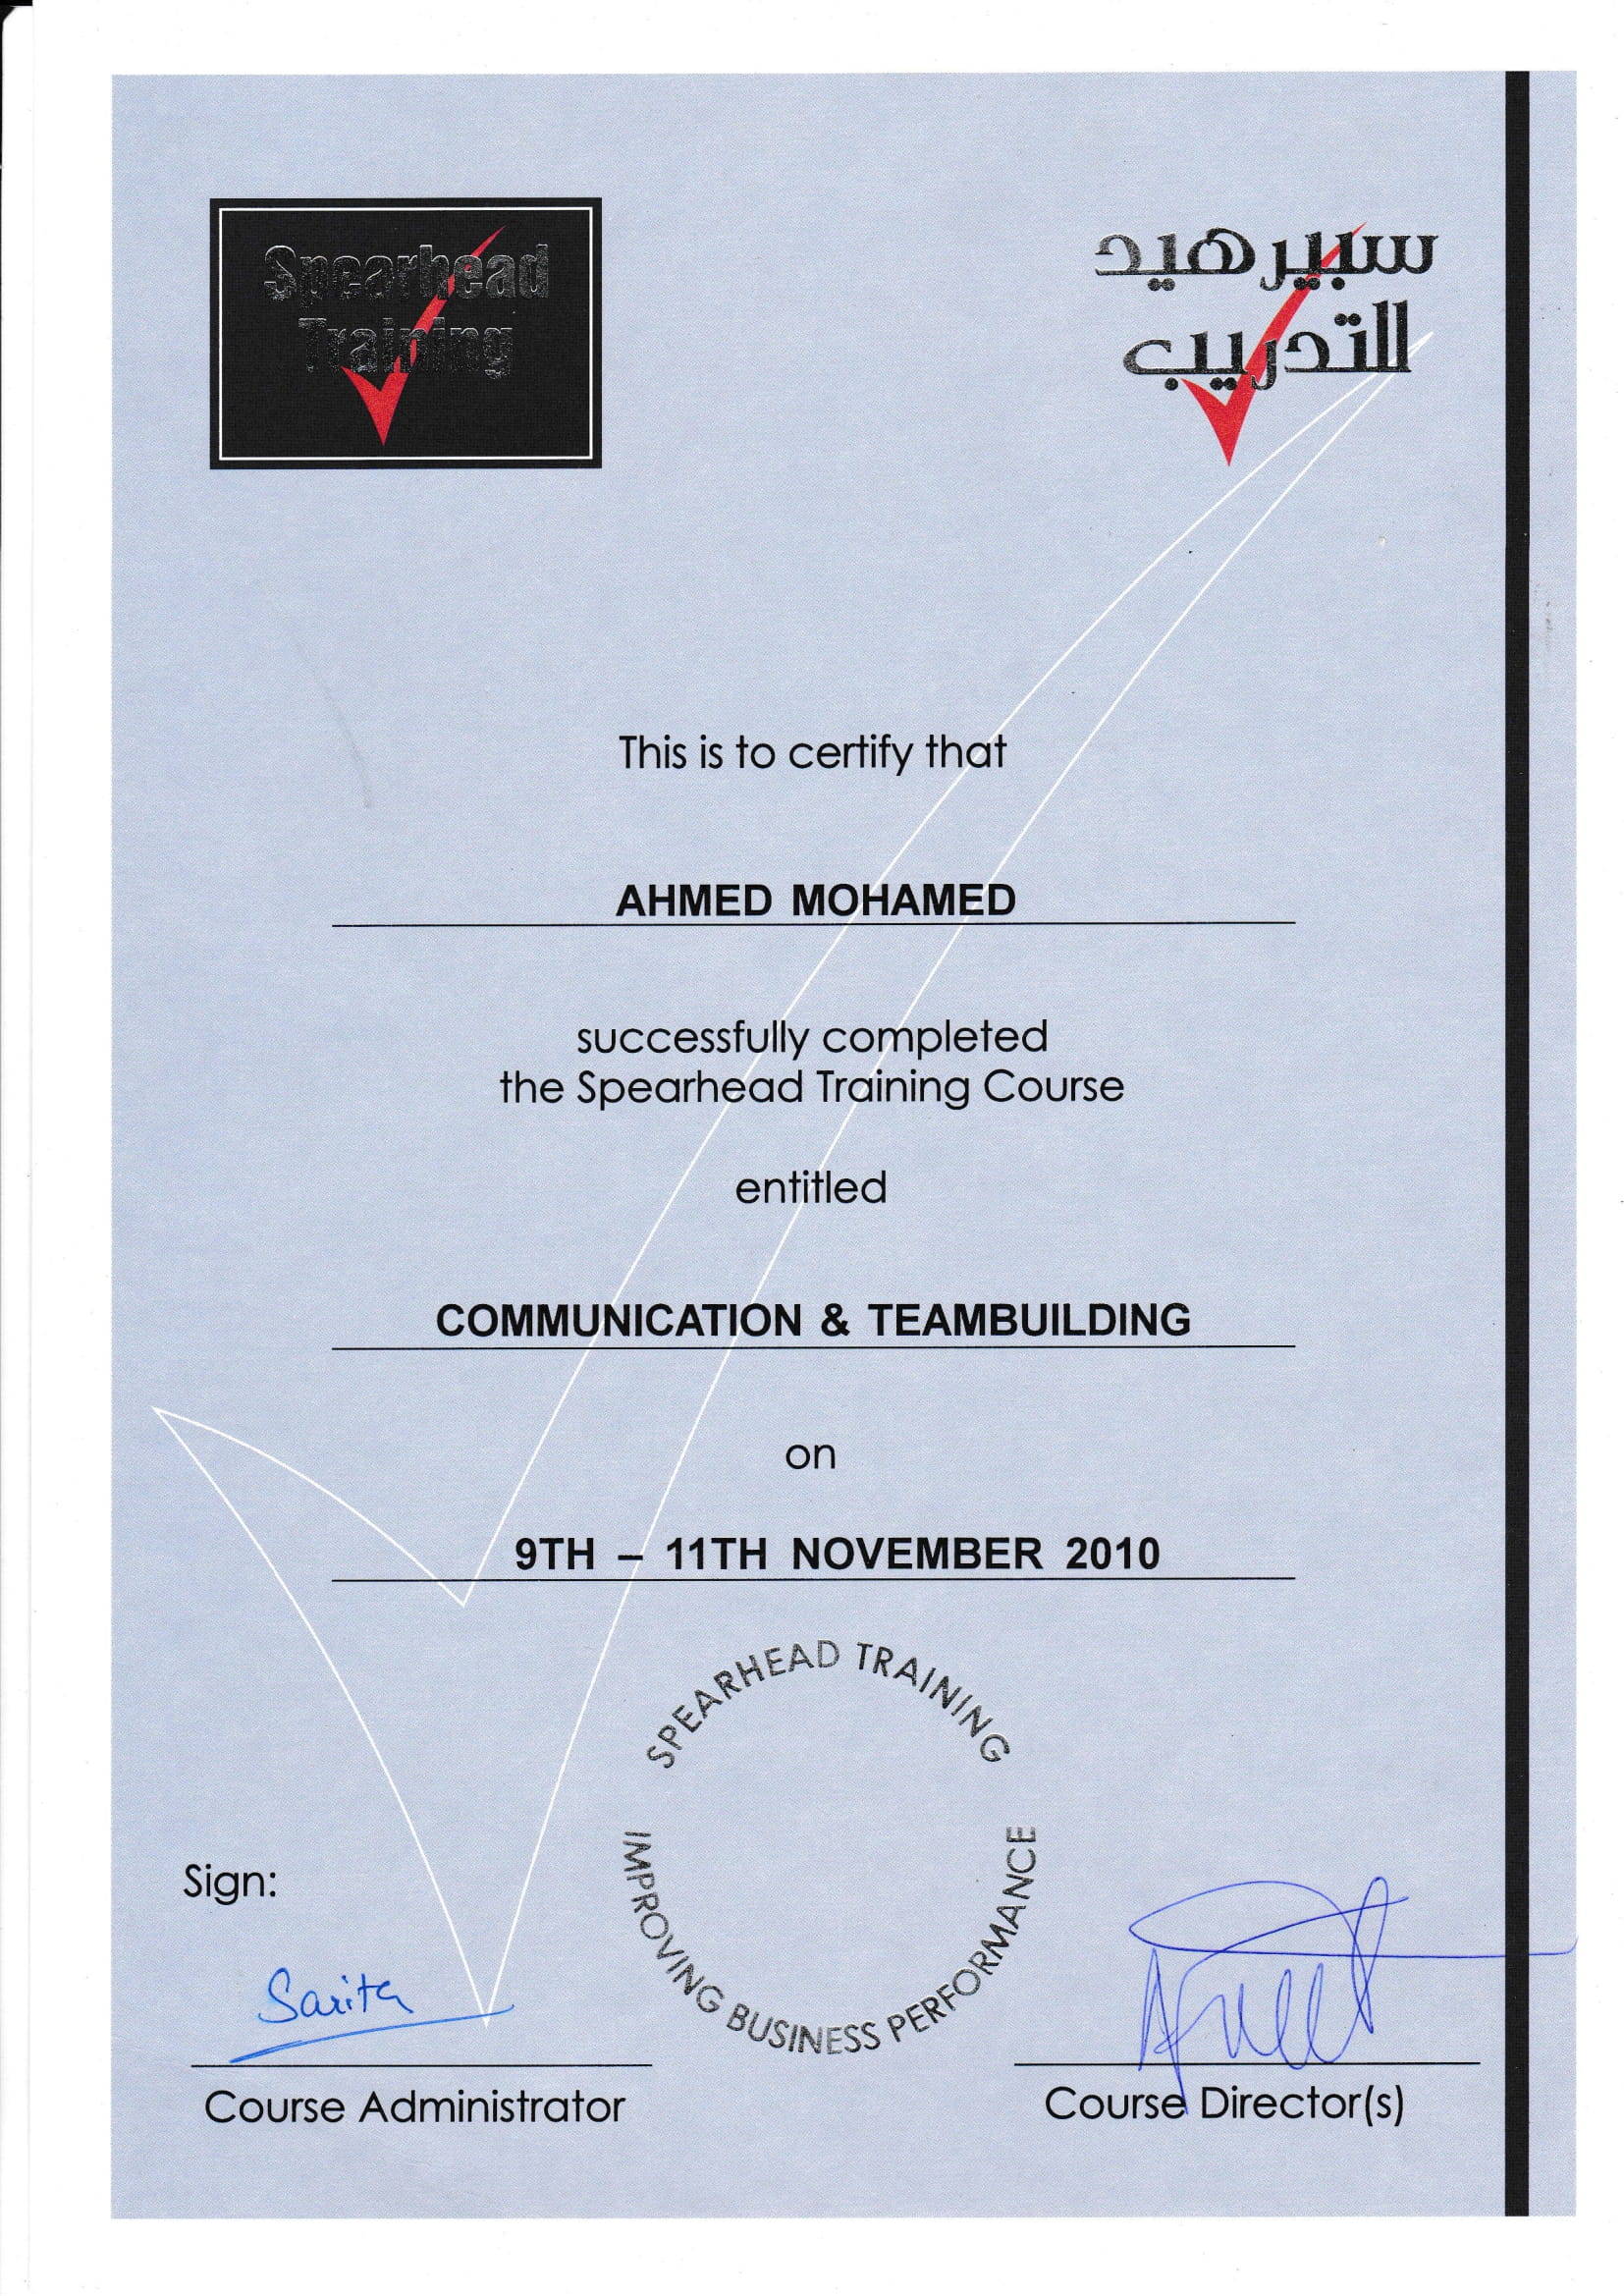 Spearhead
Training
سبيرهيد
للتدريب
This is to certify that
AHMED MOHAMED
successfully completed
the Spearhead Training Course
entitled
COMMUNICATION & TEAMBUILDING
on
9TH – 11TH NOVEMBER 2010
SPEARHEAD TRAINING
IMPROVING BUSINESS PERFORMANCE
Sign:
Sarita
Course Administrator
Course Director(s)